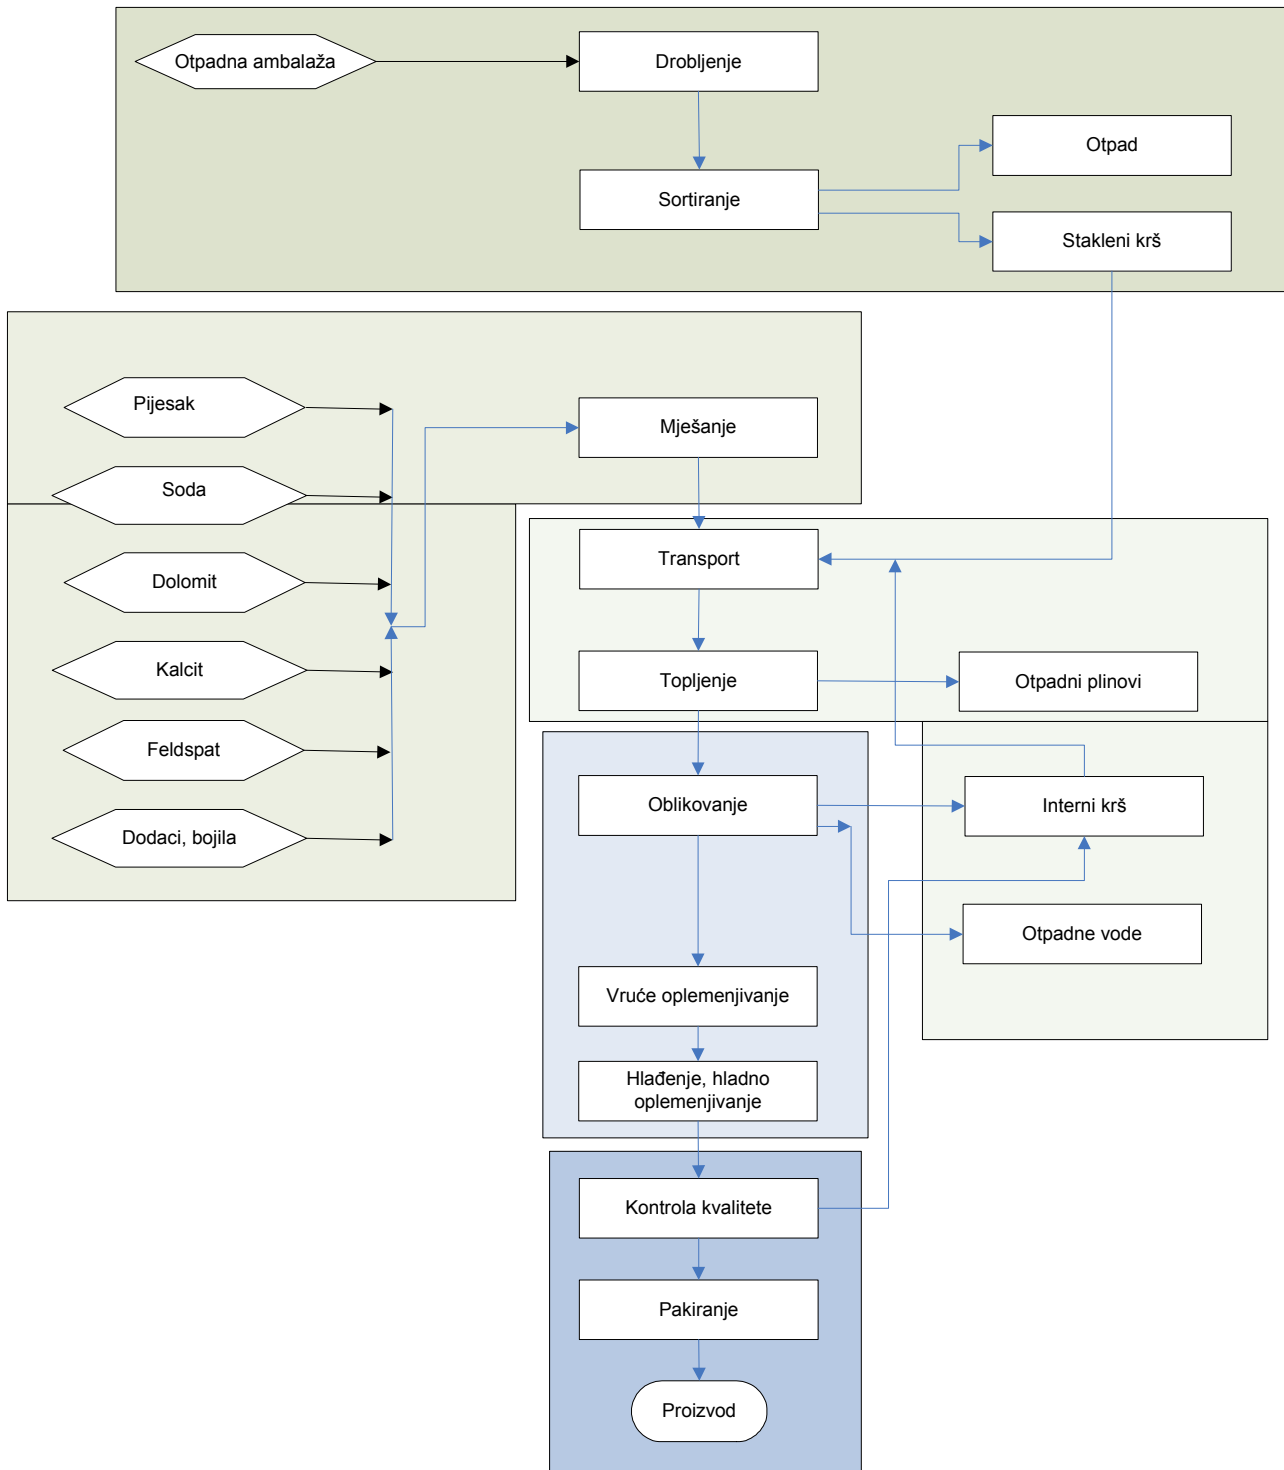 Otpadna ambalaža
Drobljenje
Otpad
Sortiranje
Stakleni krš
Pijesak
Mješanje
Soda
Transport
Dolomit
Kalcit
Topljenje
Otpadni plinovi
Feldspat
Oblikovanje
Interni krš
Dodaci, bojila
Otpadne vode
Vruće oplemenjivanje
Hlađenje, hladno
oplemenjivanje
Kontrola kvalitete
Pakiranje
Proizvod